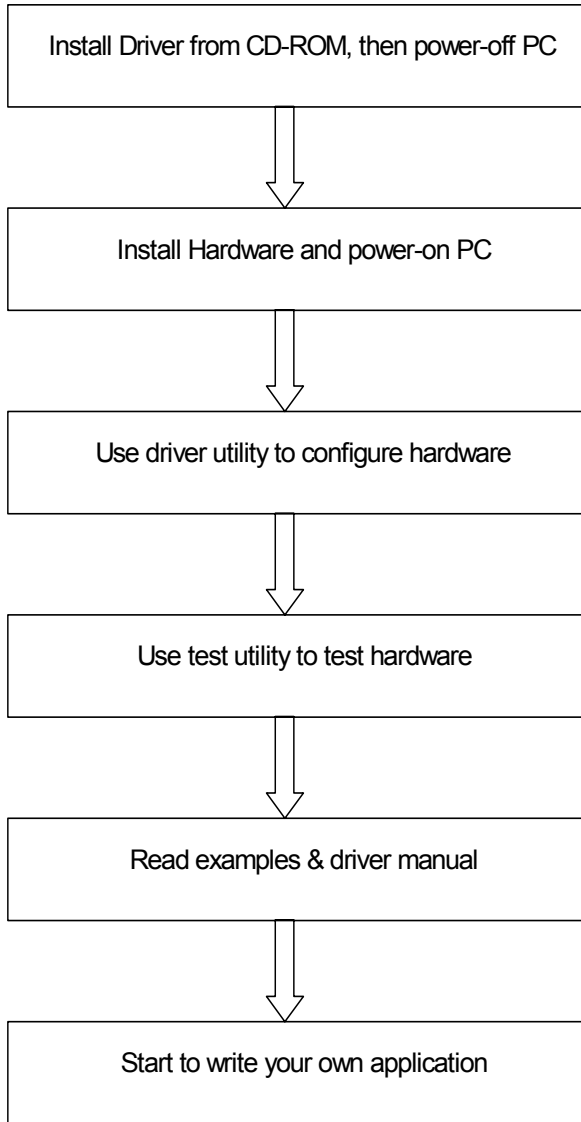 Install Driver from CD-ROM, then power-off PC
Install Hardware and power-on PC
Use driver utility to configure hardware
Use test utility to test hardware
Read examples & driver manual
Start to write your own application